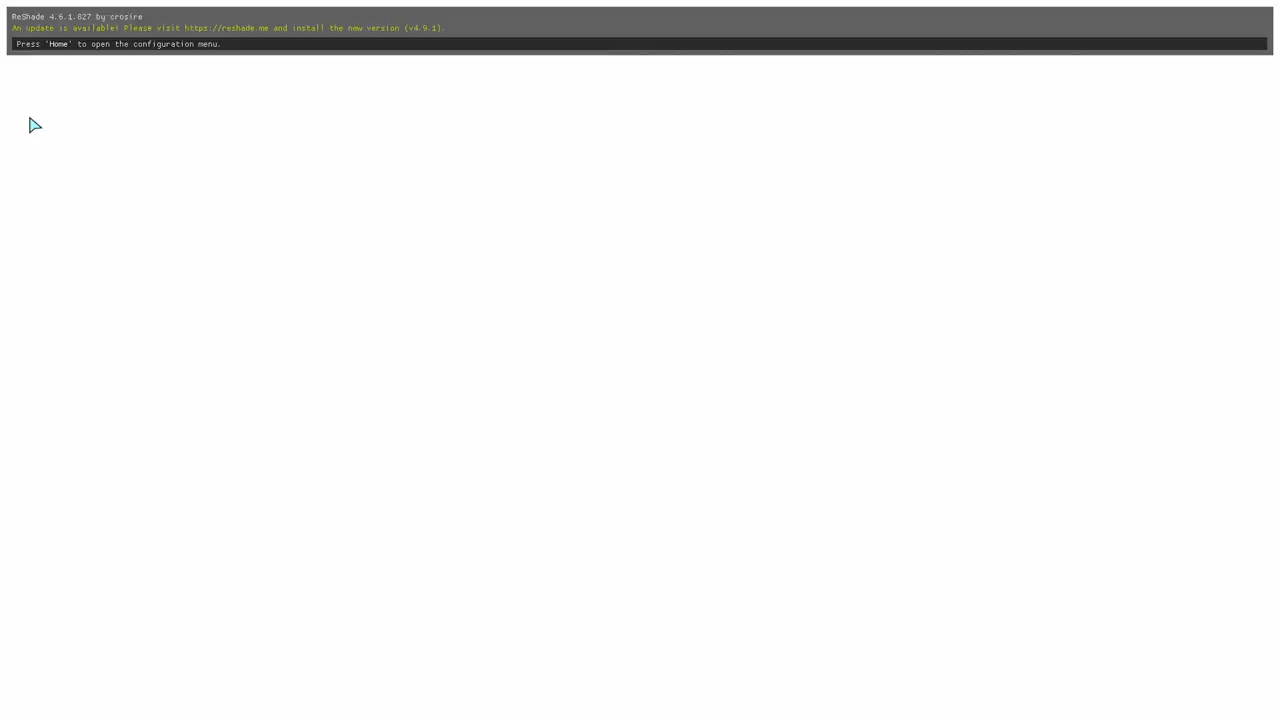 ReShade 4.6.1.827 by crosire
An update is available! Please visit https://reshade.me and install the new version (v4.9.1).
Press 'Home' to open the configuration menu.